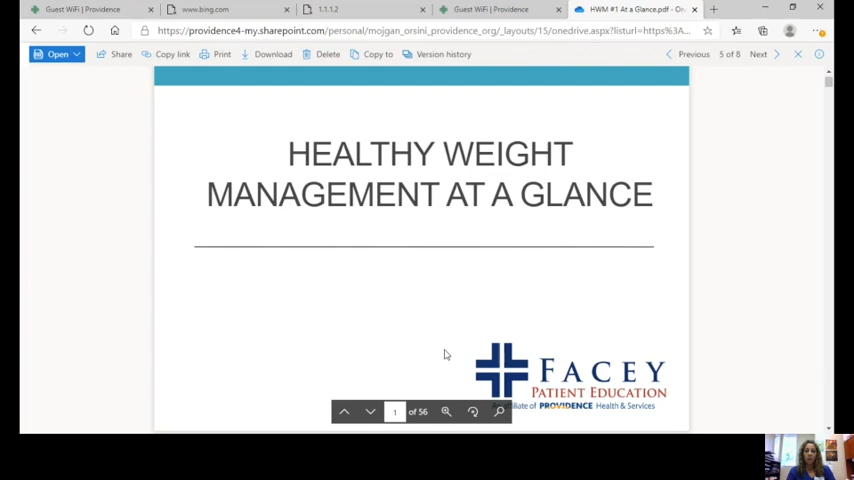 Guest WiFi | Providence
www.bing.com
1.1.1.2
Guest WiFi | Providence
HWM #1 At a Glance.pdf - On
https://providence4-my.sharepoint.com/personal/mojgan_orsini_providence_org/_layouts/15/onedrive.aspx?listurl=https%3A...
Open Share Copy link Print Download Delete Copy to Version history Previous 5 of 8 Next
HEALTHY WEIGHT
MANAGEMENT AT A GLANCE
FACEY
PATIENT EDUCATION
iliate of PROVIDENCE Health & Services
1 of 56